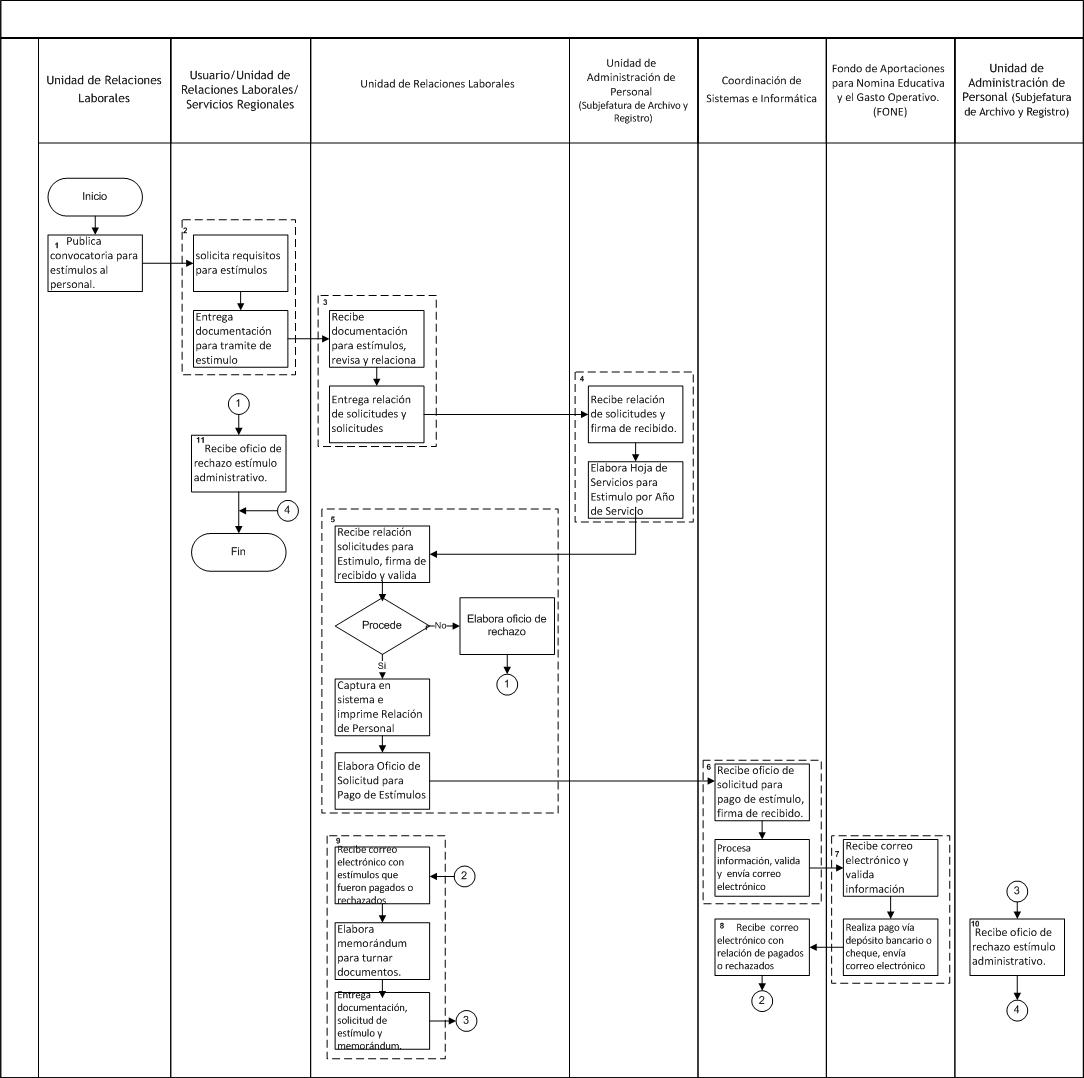 Unidad de Relaciones
Laborales
Usuario/Unidad de
Relaciones Laborales/
Servicios Regionales
Unidad de Relaciones Laborales
Unidad de
Administración de
Personal
(Subjefatura de Archivo y
Registro)
Coordinación de
Sistemas e Informática
Fondo de Aportaciones
para Nomina Educativa
y el Gasto Operativo.
(FONE)
Unidad de
Administración de
Personal (Subjefatura
de Archivo y Registro)
Inicio
1 Publica
convocatoria para
estímulos al
personal.
2
solicita requisitos
para estímulos
Entrega
documentación
para tramite de
estimulo
3
Recibe
documentación
para estímulos,
revisa y relaciona
Entrega relación
de solicitudes y
solicitudes
4
Recibe relación
de solicitudes y
firma de recibido.
Elabora Hoja de
Servicios para
Estimulo por Año
de Servicio
1
11 Recibe oficio de
rechazo estímulo
administrativo.
4
Fin
5
Recibe relación
solicitudes para
Estimulo, firma de
recibido y valida
Procede
No
Elabora oficio de
rechazo
1
Si
Captura en
sistema e
imprime Relación
de Personal
Elabora Oficio de
Solicitud para
Pago de Estímulos
6
Recibe oficio de
solicitud para
pago de estímulo,
firma de recibido.
Procesa
información, valida
y envía correo
electrónico
7
Recibe correo
electrónico y
valida
información
Realiza pago vía
depósito bancario o
cheque, envía
correo electrónico
8 Recibe correo
electrónico con
relación de pagados
o rechazados
2
9
Recibe correo
electrónico con
estímulos que
fueron pagados o
rechazados
2
Elabora
memorándum
para turnar
documentos.
Entrega
documentación,
solicitud de
estímulo y
memorándum.
3
3
10
Recibe oficio de
rechazo estímulo
administrativo.
4